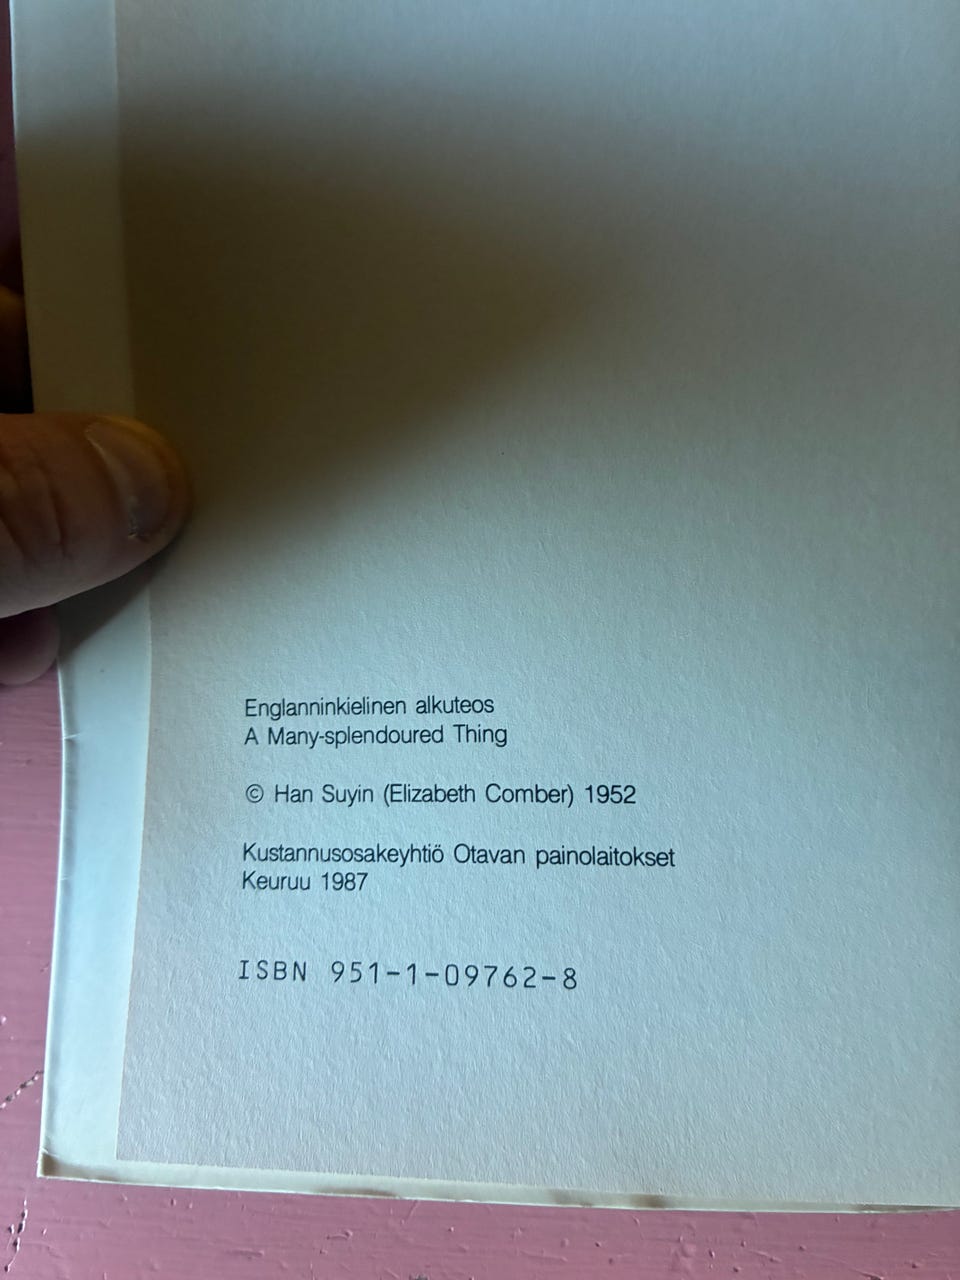 Englanninkielinen alkuteos
A Many-splendoured Thing
© Han Suyin (Elizabeth Comber) 1952
Kustannusosakeyhtiö Otavan painolaitokset
Keuruu 1987
ISBN 951-1-09762-8